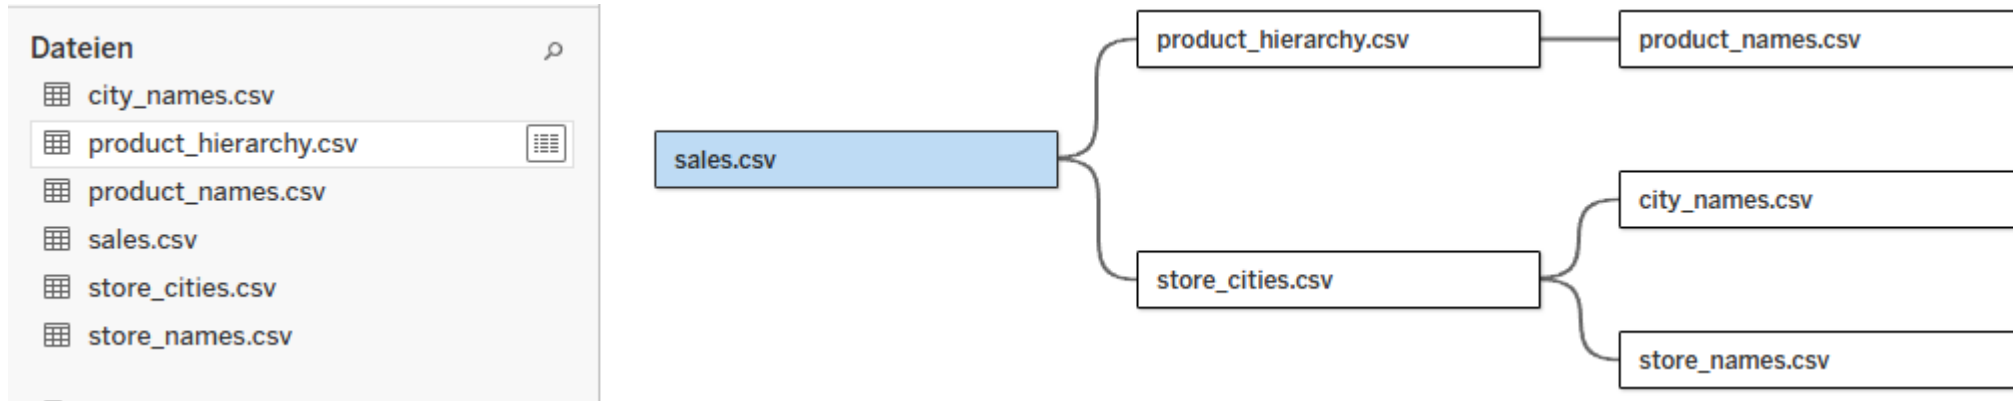 Dateien
city_names.csv
product_hierarchy.csv
product_names.csv
sales.csv
store_cities.csv
store_names.csv
sales.csv
product_hierarchy.csv
product_names.csv
store_cities.csv
city_names.csv
store_names.csv